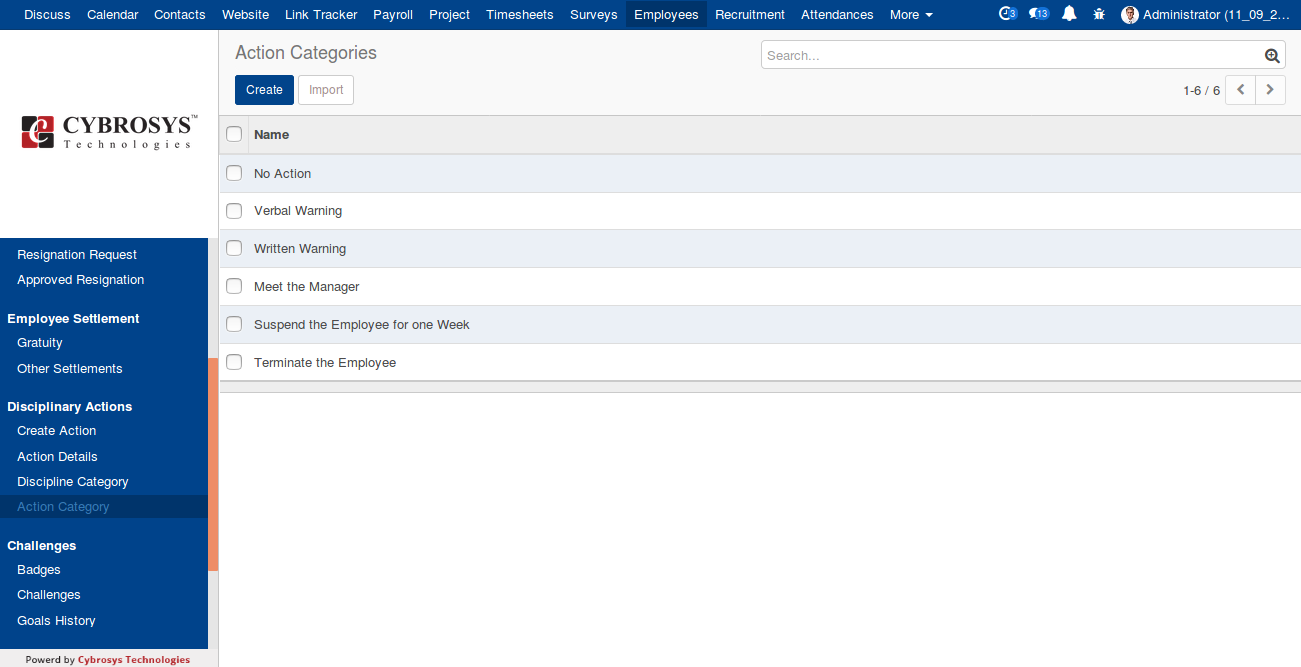 Discuss Calendar Contacts Website Link Tracker Payroll Project Timesheets Surveys Employees Recruitment Attendances More 3 13 Administrator (11_09_2...
Action Categories Search...
Create Import 1-6 / 6
CYBROSYS™
Technologies
Name
No Action
Verbal Warning
Written Warning
Meet the Manager
Suspend the Employee for one Week
Terminate the Employee
Resignation Request
Approved Resignation
Employee Settlement
Gratuity
Other Settlements
Disciplinary Actions
Create Action
Action Details
Discipline Category
Action Category
Challenges
Badges
Challenges
Goals History
Powerd by Cybrosys Technologies